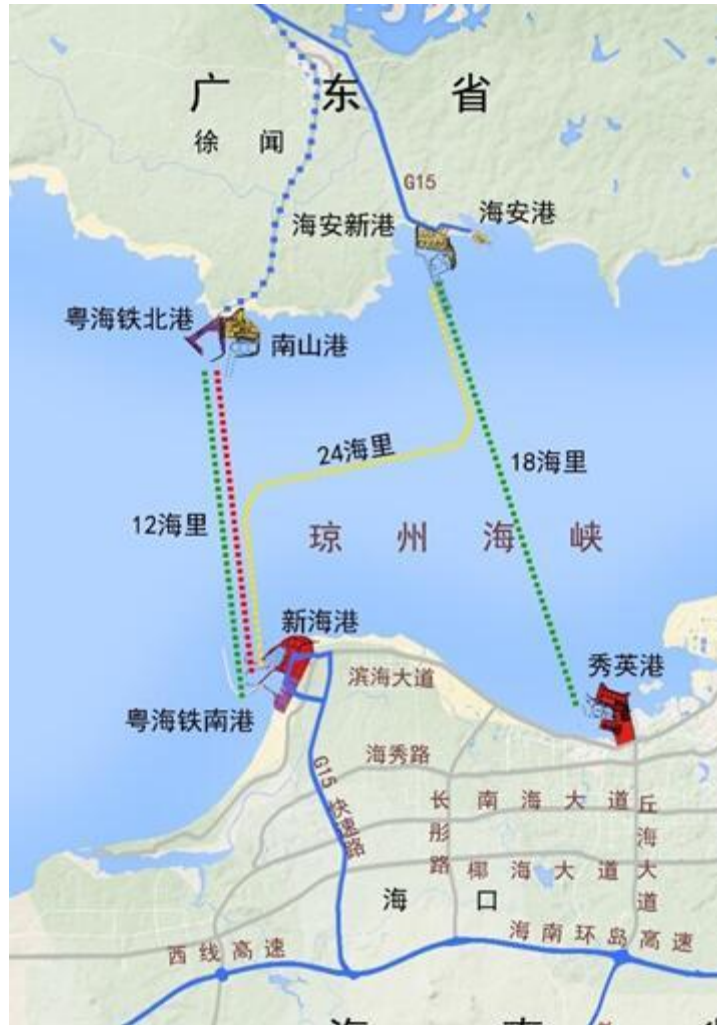 广东省
徐闻
G15
海安新港
海安港
粤海铁北港
南山港
24海里
18海里
12海里
琼州海峡
新海港
秀英港
滨海大道
粤海铁南港
海秀路
G15 快速路
长彤路
南海大道
丘海大道
椰海大道
海口
海南环岛高速
西线高速